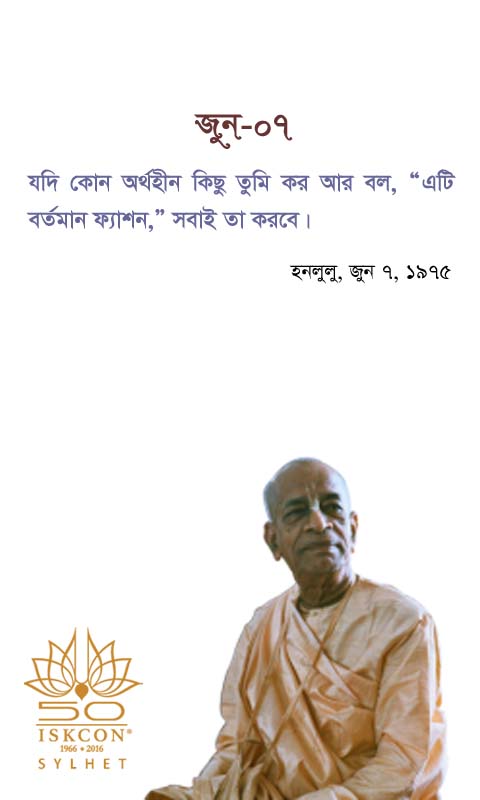 জুন-০৭
যদি কোন অর্থহীন কিছু তুমি কর আর বল, “এটি
বর্তমান ফ্যাশন,” সবাই তা করবে।
হনলুলু, জুন ৭, ১৯৭৫
50
ISKCON®
1966 • 2016
SYLHET